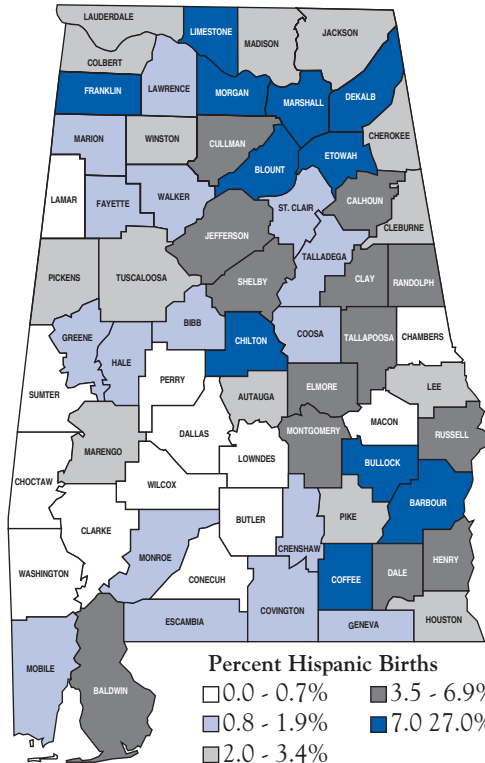 LAUDERDALE
LIMESTONE
MADISON
JACKSON
COLBERT
FRANKLIN
LAWRENCE
MORGAN
MARSHALL
DEKALB
MARION
WINSTON
CULLMAN
BLOUNT
ETOWAH
CHEROKEE
LAMAR
FAYETTE
WALKER
ST. CLAIR
CALHOUN
CLEBURNE
JEFFERSON
PICKENS
TUSCALOOSA
SHELBY
TALLADEGA
CLAY
RANDOLPH
GREENE
HALE
BIBB
CHILTON
COOSA
TALLAPOOSA
CHAMBERS
SUMTER
PERRY
AUTAUGA
ELMORE
LEE
MARENGO
DALLAS
LOWNDES
MONTGOMERY
MACON
RUSSELL
CHOCTAW
WILCOX
BULLOCK
BARBOUR
CLARKE
BUTLER
CRENSHAW
PIKE
WASHINGTON
MONROE
CONECUH
COFFEE
DALE
HENRY
MOBILE
ESCAMBIA
COVINGTON
GENEVA
HOUSTON
BALDWIN
Percent Hispanic Births
0.0 - 0.7%
3.5 - 6.9%
0.8 - 1.9%
7.0 27.0%
2.0 - 3.4%